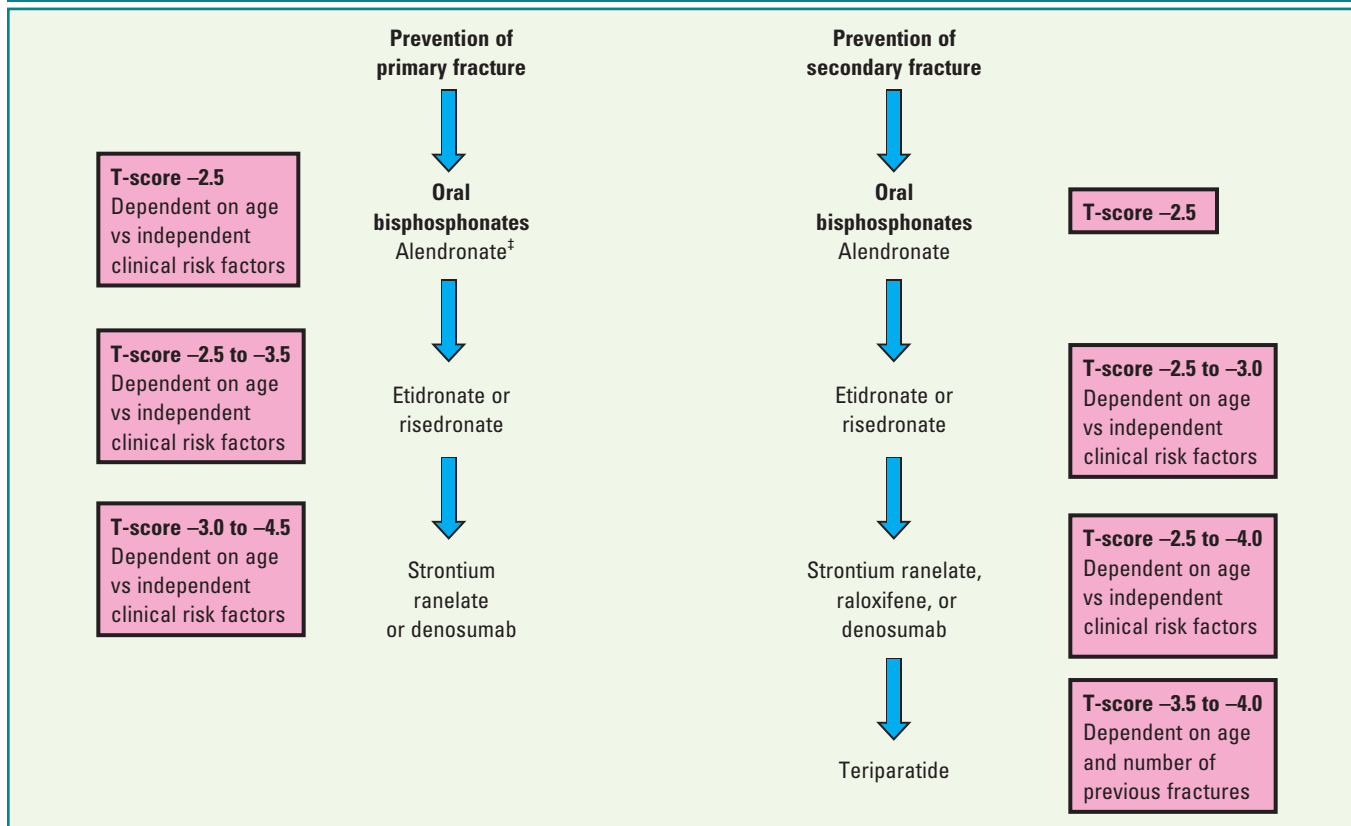 Prevention of
primary fracture
T-score –2.5
Dependent on age
vs independent
clinical risk factors
Oral
bisphosphonates
Alendronate‡
T-score –2.5 to –3.5
Dependent on age
vs independent
clinical risk factors
Etidronate or
risedronate
T-score –3.0 to –4.5
Dependent on age
vs independent
clinical risk factors
Strontium
ranelate
or denosumab
Prevention of
secondary fracture
Oral
bisphosphonates
Alendronate
T-score –2.5
Etidronate or
risedronate
T-score –2.5 to –3.0
Dependent on age
vs independent
clinical risk factors
Strontium ranelate,
raloxifene, or
denosumab
T-score –2.5 to –4.0
Dependent on age
vs independent
clinical risk factors
Teriparatide
T-score –3.5 to –4.0
Dependent on age
and number of
previous fractures